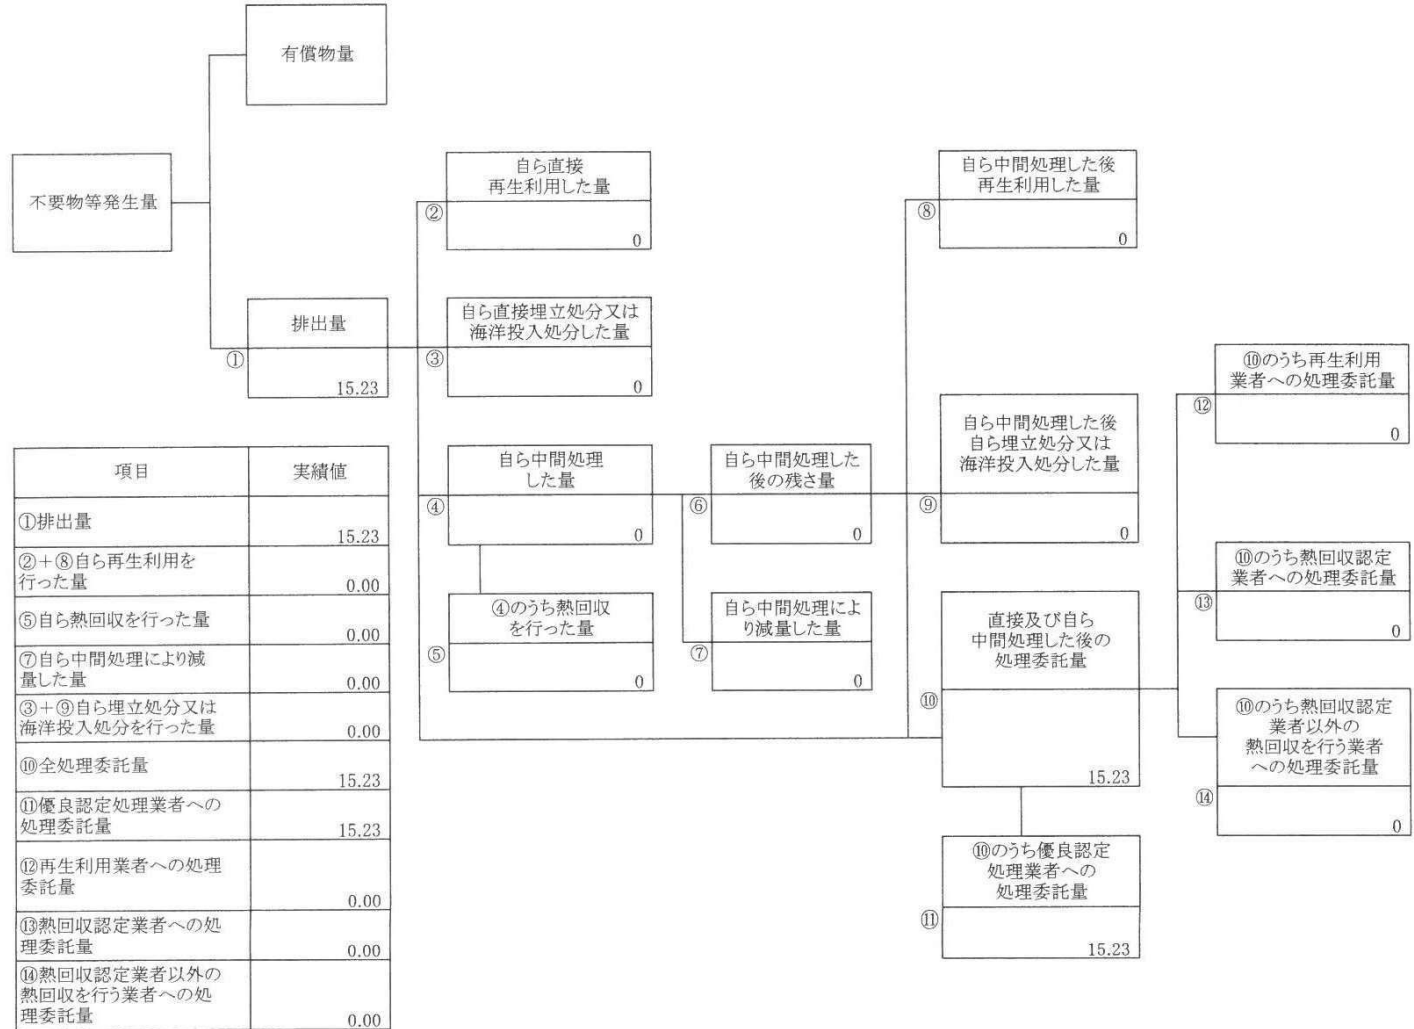 有償物量
不要物等発生量
排出量
①
15.23
自ら直接
再生利用した量
②
0
自ら直接埋立処分又は
海洋投入処分した量
③
0
自ら中間処理
した量
④
0
④のうち熱回収
を行った量
⑤
0
自ら中間処理した
後の残さ量
⑥
0
自ら中間処理によ
り減量した量
⑦
0
自ら中間処理した後
再生利用した量
⑧
0
自ら中間処理した後
自ら埋立処分又は
海洋投入処分した量
⑨
0
直接及び自ら
中間処理した後の
処理委託量
⑩
15.23
⑩のうち優良認定
処理業者への
処理委託量
⑪
15.23
⑩のうち再生利用
業者への処理委託量
⑫
0
⑩のうち熱回収認定
業者への処理委託量
⑬
0
⑩のうち熱回収認定
業者以外の
熱回収を行う業者
への処理委託量
⑭
0
項目 実績値
①排出量
15.23
②+⑧自ら再生利用を
行った量 0.00
⑤自ら熱回収を行った量
0.00
⑦自ら中間処理により減
量した量 0.00
③+⑨自ら埋立処分又は
海洋投入処分を行った量 0.00
⑩全処理委託量
15.23
⑪優良認定処理業者への
処理委託量 15.23
⑫再生利用業者への処理
委託量
0.00
⑬熱回収認定業者への処
理委託量 0.00
⑭熱回収認定業者以外の
熱回収を行う業者への処
理委託量 0.00